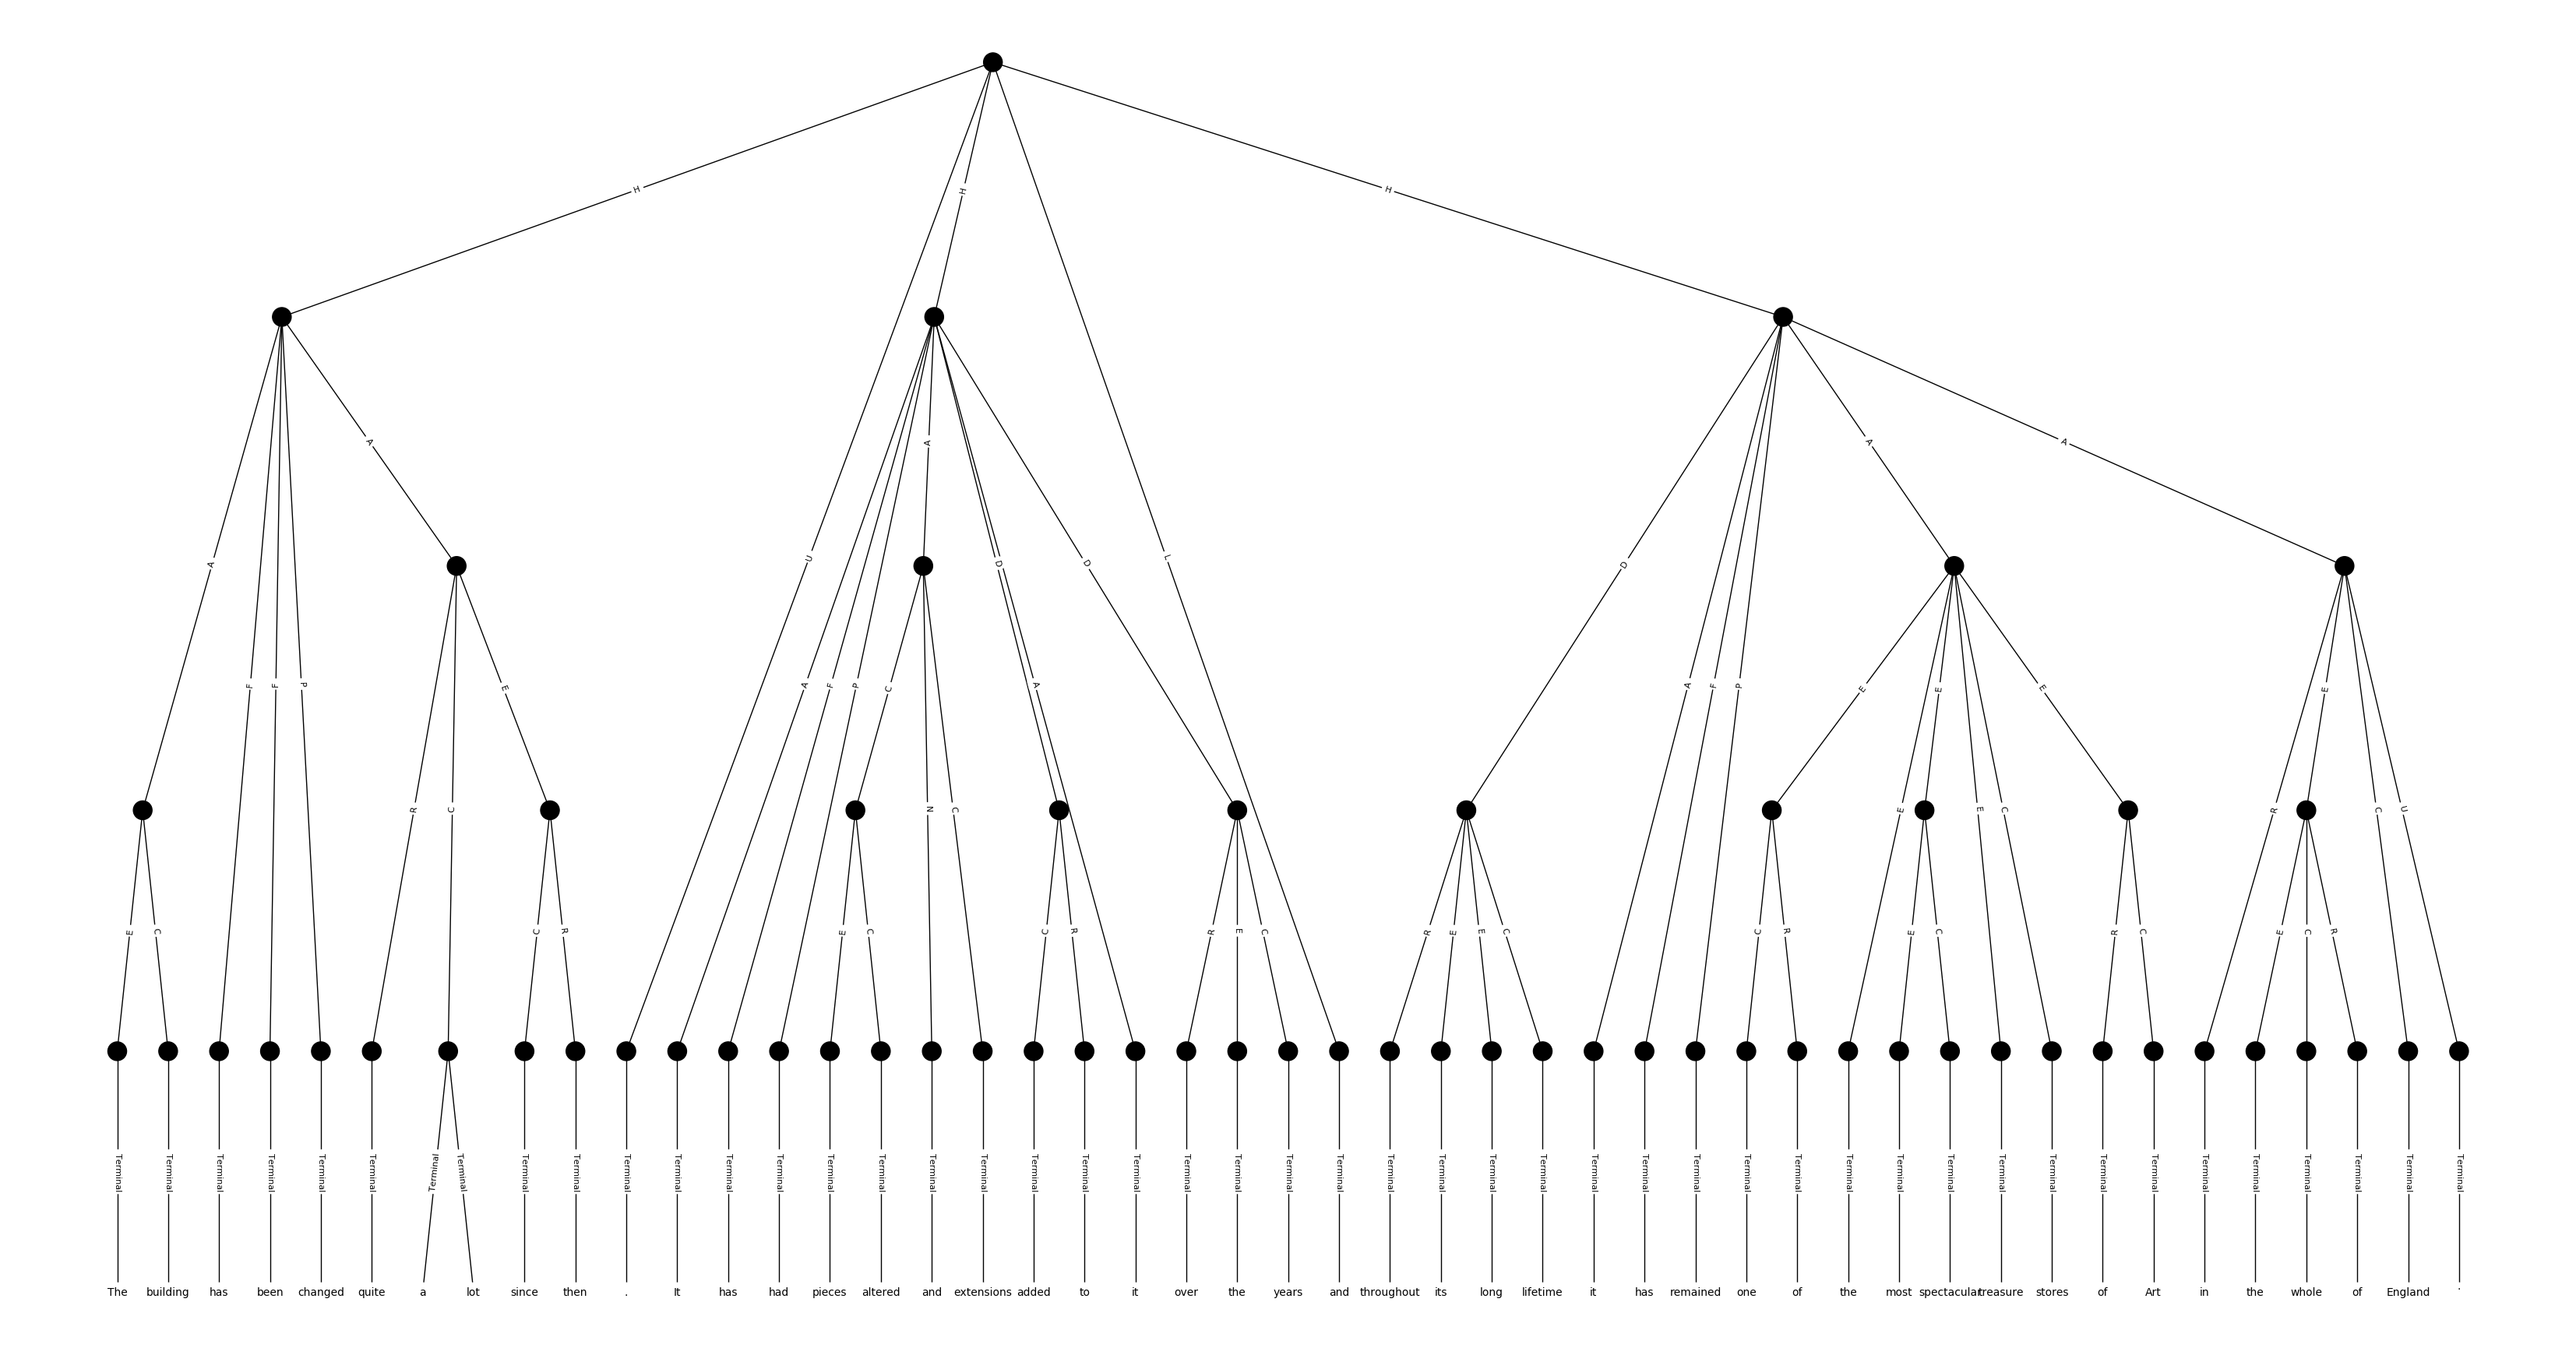 H H H
A A A A
U A D D L D
F F P E A F P C A A F P E E E E
R C N C R C E E C R E E C C U
E C C R E C C R R E C R E E C C R E C R C E C R
Terminal Terminal Terminal Terminal Terminal Terminal Terminal Terminal Terminal Terminal Terminal Terminal Terminal Terminal Terminal Terminal Terminal Terminal Terminal Terminal Terminal Terminal Terminal Terminal Terminal Terminal Terminal Terminal Terminal Terminal Terminal Terminal Terminal Terminal Terminal Terminal Terminal Terminal Terminal Terminal Terminal Terminal Terminal Terminal Terminal Terminal Terminal
The building has been changed quite a lot since then . It has had pieces altered and extensions added to it over the years and throughout its long lifetime it has remained one of the most spectacular treasure stores of Art in the whole of England .